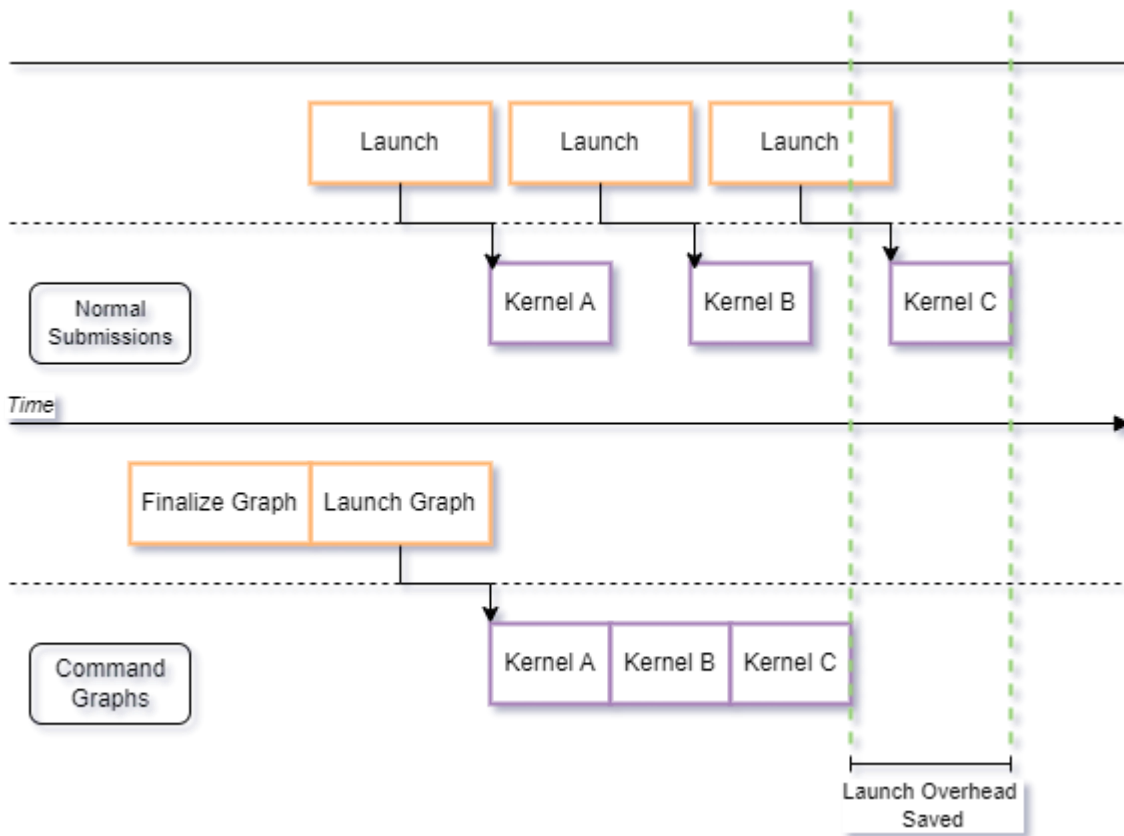 Launch
Launch
Launch
Kernel A
Kernel B
Kernel C
Normal
Submissions
Time
Finalize Graph
Launch Graph
Kernel A
Kernel B
Kernel C
Command
Graphs
Launch Overhead
Saved